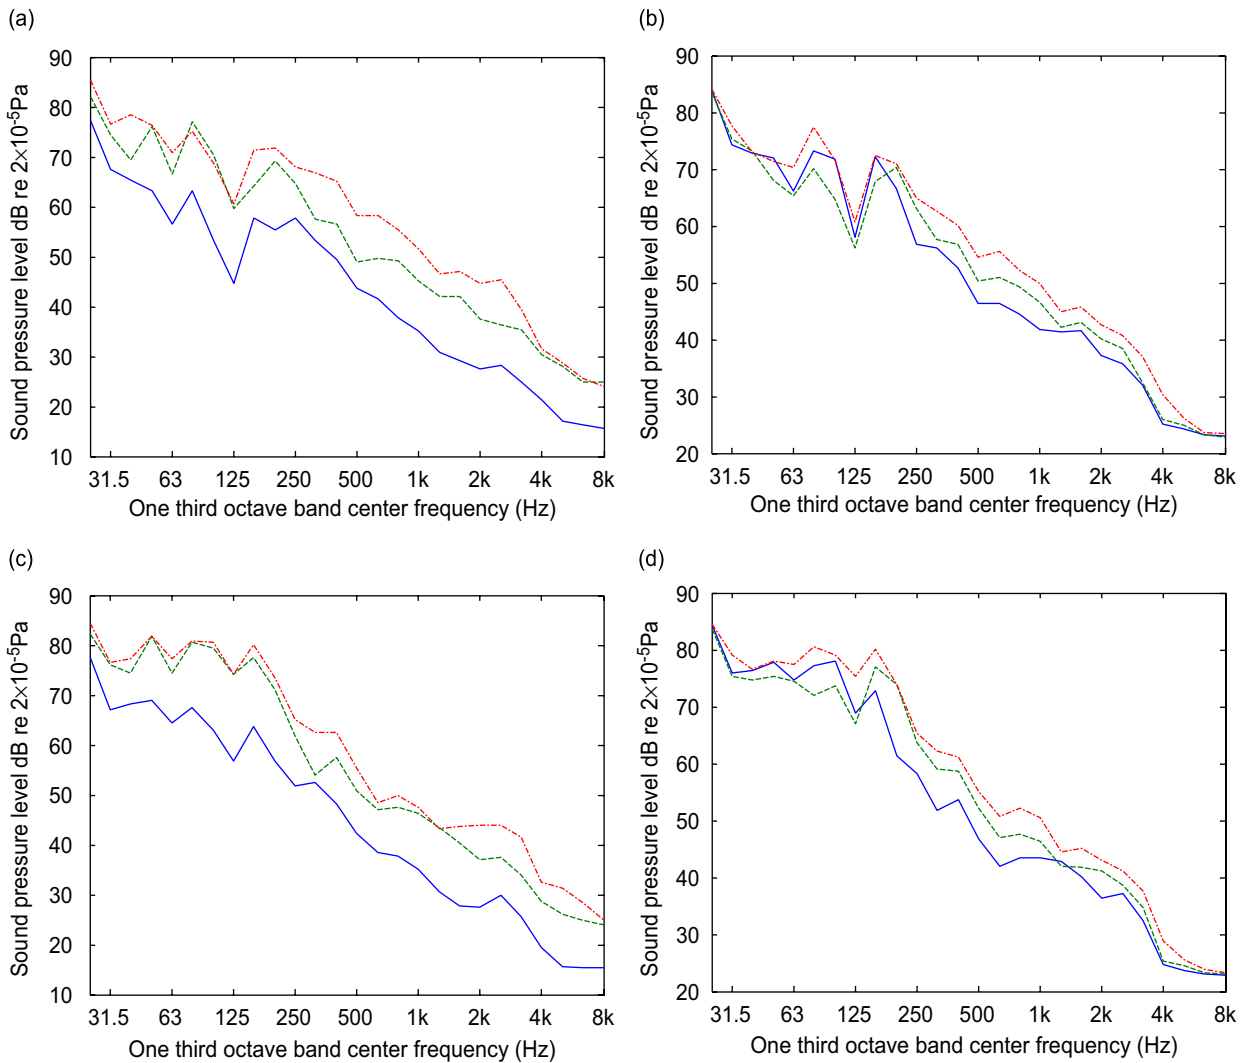 (a)
90
80
70
60
50
40
30
20
10
Sound pressure level dB re 2×10⁻⁵Pa
31.5 63 125 250 500 1k 2k 4k 8k
One third octave band center frequency (Hz)
(b)
90
80
70
60
50
40
30
20
Sound pressure level dB re 2×10⁻⁵Pa
31.5 63 125 250 500 1k 2k 4k 8k
One third octave band center frequency (Hz)
(c)
90
80
70
60
50
40
30
20
10
Sound pressure level dB re 2×10⁻⁵Pa
31.5 63 125 250 500 1k 2k 4k 8k
One third octave band center frequency (Hz)
(d)
90
80
70
60
50
40
30
20
Sound pressure level dB re 2×10⁻⁵Pa
31.5 63 125 250 500 1k 2k 4k 8k
One third octave band center frequency (Hz)